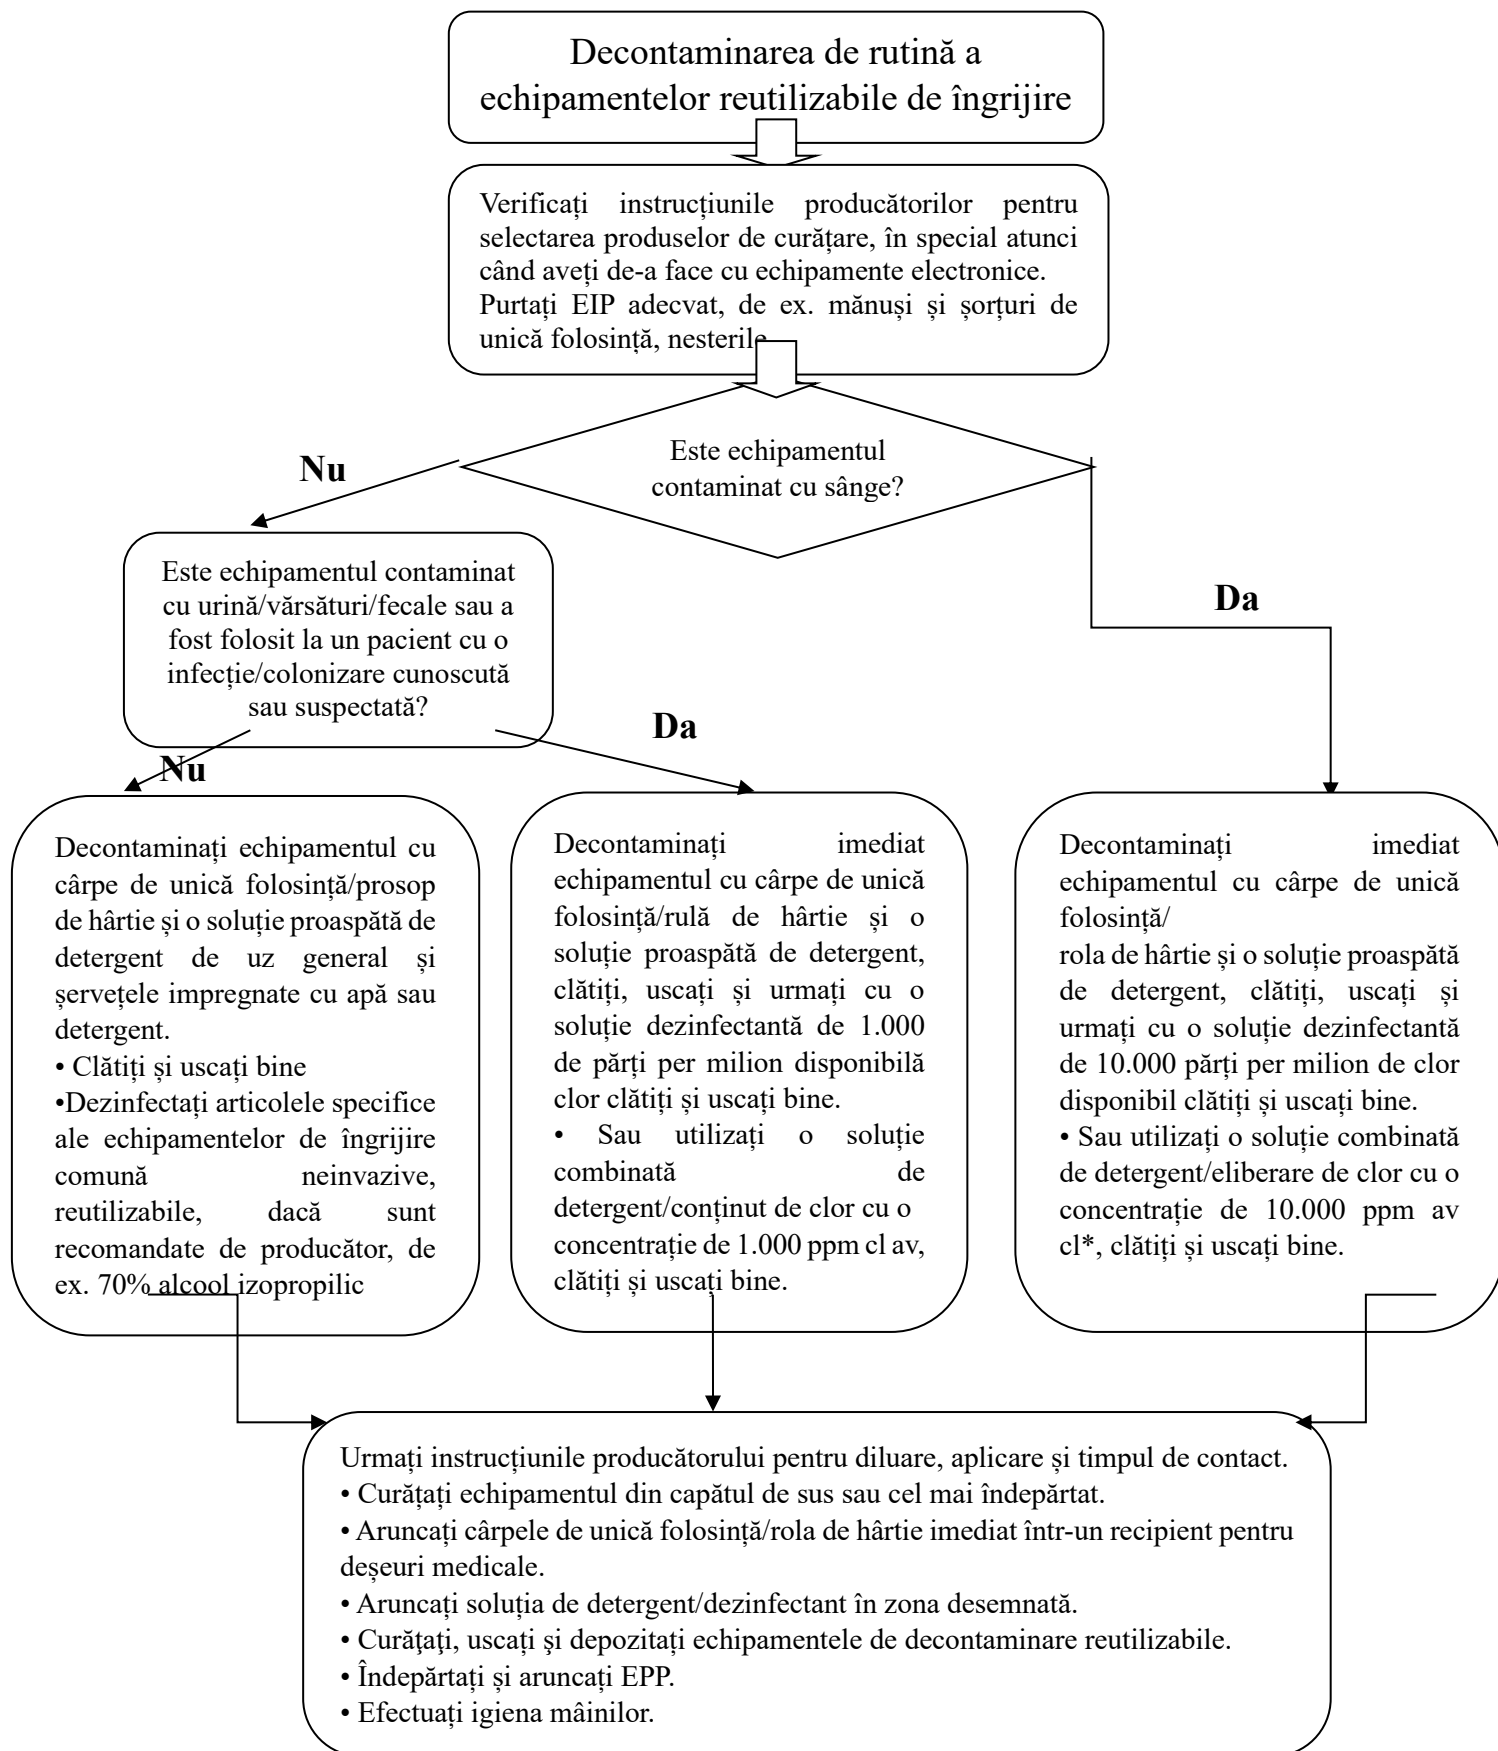 Decontaminarea de rutină a
echipamentelor reutilizabile de îngrijire
Verificați instrucțiunile producătorilor pentru
selectarea produselor de curățare, în special atunci
când aveți de-a face cu echipamente electronice.
Purtați EIP adecvat, de ex. mănuși și șorțuri de
unică folosință, nesterile
Este echipamentul
contaminat cu sânge?
Nu
Da
Este echipamentul contaminat
cu urină/vărsături/fecale sau a
fost folosit la un pacient cu o
infecție/colonizare cunoscută
sau suspectată?
Da
Nu
Decontaminați echipamentul cu
cârpe de unică folosință/prosop
de hârtie și o soluție proaspătă de
detergent de uz general și
șervețele impregnate cu apă sau
detergent.
• Clătiți și uscați bine
•Dezinfectați articolele specifice
ale echipamentelor de îngrijire
comună neinvazive,
reutilizabile, dacă sunt
recomandate de producător, de
ex. 70% alcool izopropilic
Decontaminați imediat
echipamentul cu cârpe de unică
folosință/rulă de hârtie și o
soluție proaspătă de detergent,
clătiți, uscați și urmați cu o
soluție dezinfectantă de 1.000
de părți per milion disponibilă
clor clătiți și uscați bine.
• Sau utilizați o soluție
combinată de
detergent/conținut de clor cu o
concentrație de 1.000 ppm cl av,
clătiți și uscați bine.
Decontaminați imediat
echipamentul cu cârpe de unică
folosință/
rola de hârtie și o soluție proaspătă
de detergent, clătiți, uscați și
urmați cu o soluție dezinfectantă
de 10.000 părți per milion de clor
disponibil clătiți și uscați bine.
• Sau utilizați o soluție combinată
de detergent/eliberare de clor cu o
concentrație de 10.000 ppm av
cl*, clătiți și uscați bine.
Urmați instrucțiunile producătorului pentru diluare, aplicare și timpul de contact.
• Curățați echipamentul din capătul de sus sau cel mai îndepărtat.
• Aruncați cârpele de unică folosință/rola de hârtie imediat într-un recipient pentru
deșeuri medicale.
• Aruncați soluția de detergent/dezinfectant în zona desemnată.
• Curăţaţi, uscați şi depozitați echipamentele de decontaminare reutilizabile.
• Îndepărtați și aruncați EPP.
• Efectuați igiena mâinilor.